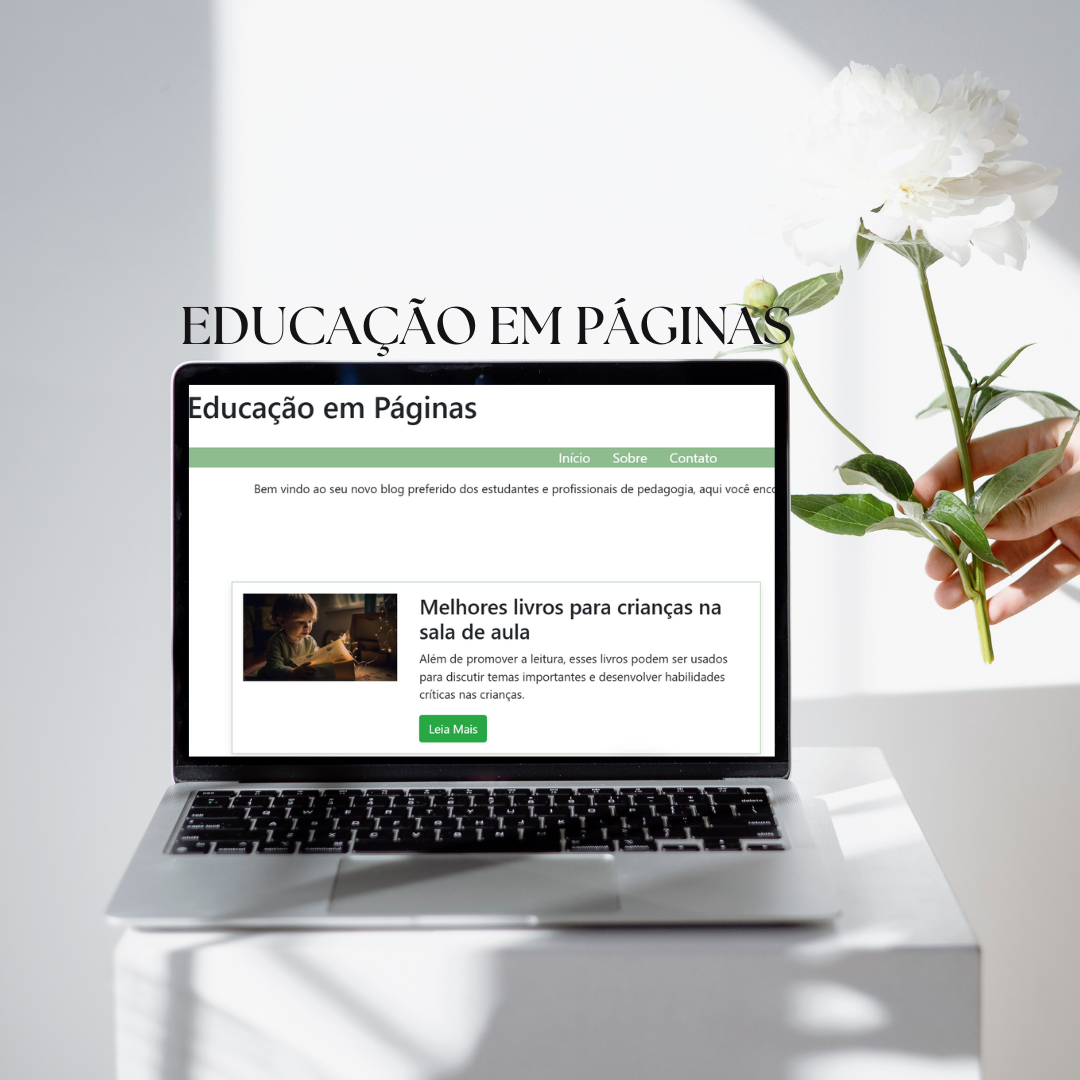 EDUCAÇÃO EM PÁGINAS
Educação em Páginas
Início Sobre Contato
Bem vindo ao seu novo blog preferido dos estudantes e profissionais de pedagogia, aqui você enc
Melhores livros para crianças na
sala de aula
Além de promover a leitura, esses livros podem ser usados
para discutir temas importantes e desenvolver habilidades
críticas nas crianças.
Leia Mais